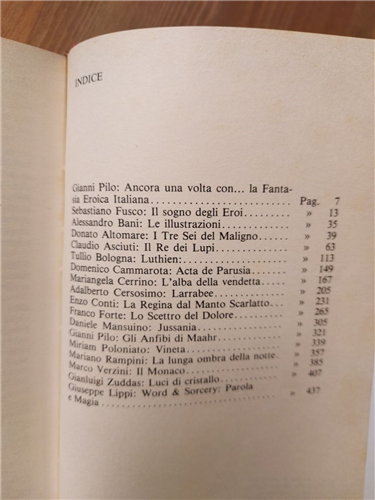 INDICE
Gianni Pilo: Ancora una volta con... la Fanta-
sia Eroica Italiana.......................... Pag. 7
Sebastiano Fusco: Il sogno degli Eroi.......... » 13
Alessandro Bani: Le illustrazioni............. » 35
Donato Altomare: I Tre Sei del Maligno....... » 39
Claudio Asciuti: Il Re dei Lupi............... » 63
Tullio Bologna: Luthien:..................... » 113
Domenico Cammarota: Acta de Parusia....... » 149
Mariangela Cerrino: L'alba della vendetta..... » 167
Adalberto Cersosimo: Larrabee............... » 205
Enzo Conti: La Regina dal Manto Scarlatto.... » 231
Franco Forte: Lo Scettro del Dolore.......... » 265
Daniele Mansuino: Jussania.................. » 305
Gianni Pilo: Gli Anfibi di Maahr............. » 321
Miriam Poloniato: Vineta.................... » 339
Mariano Rampini: La lunga ombra della notte.. » 357
Marco Verzini: Il Monaco.................... » 385
Gianluigi Zuddas: Luci di cristallo........... » 407
Giuseppe Lippi: Word & Sorcery: Parola » 437
e Magia.....................